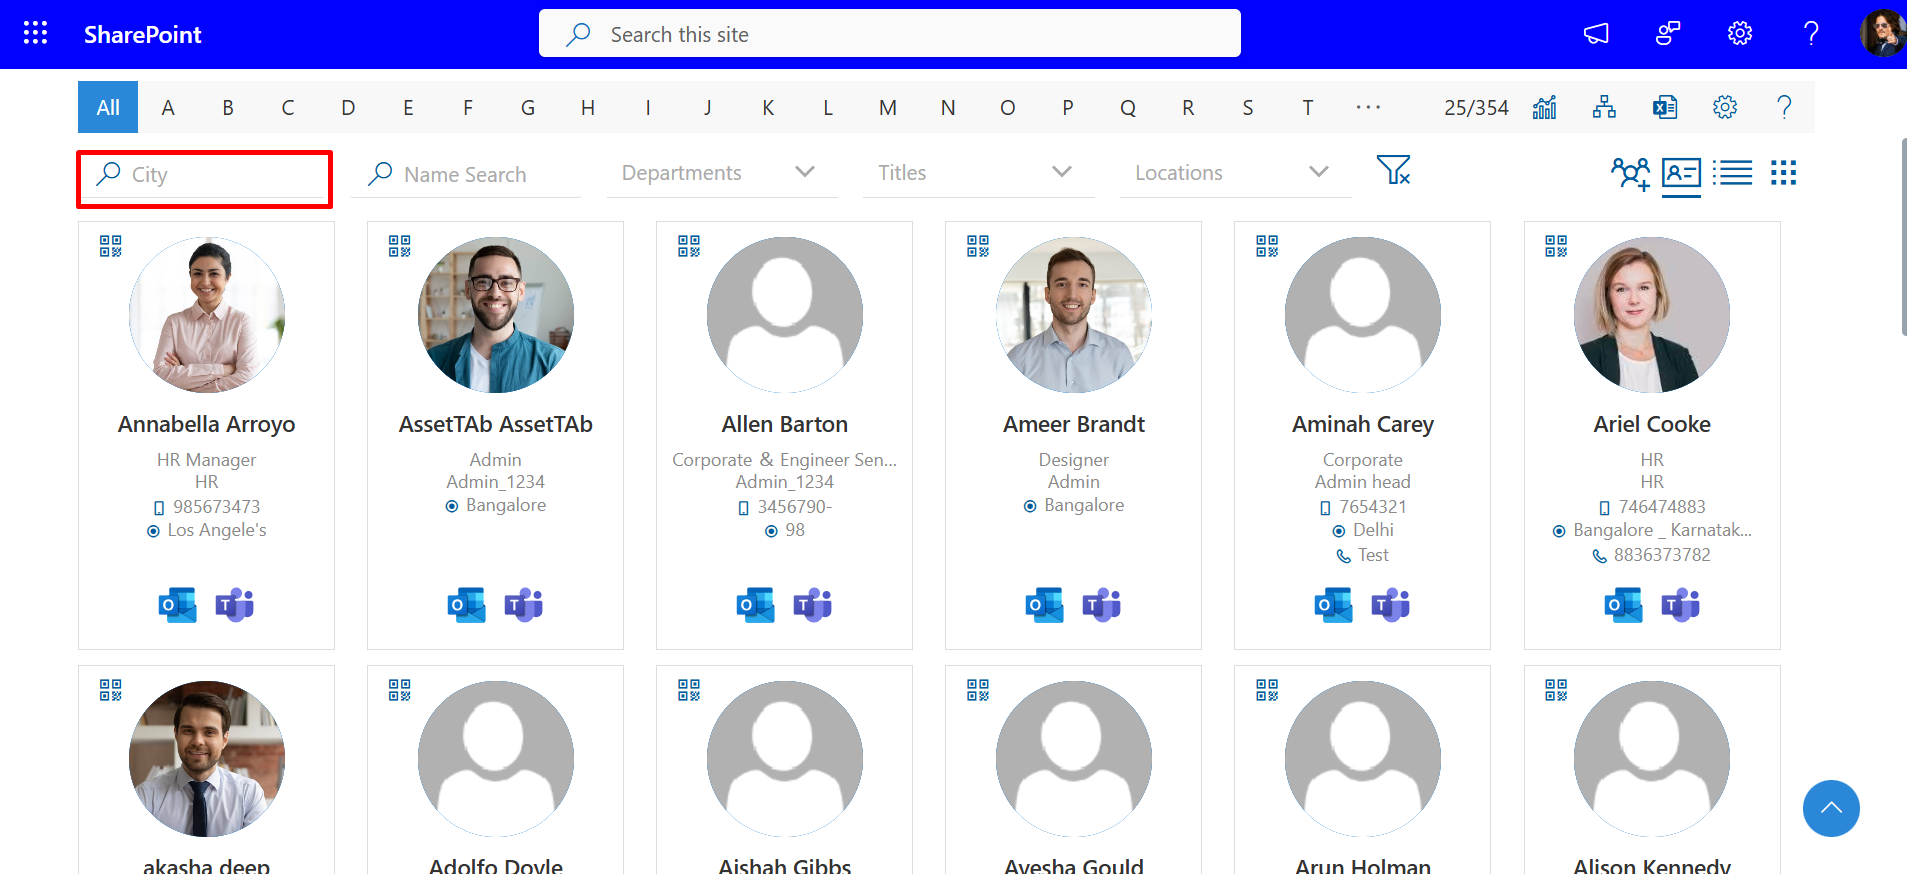 SharePoint
Search this site
All A B C D E F G H I J K L M N O P Q R S T ··· 25/354
City
Name Search
Departments
Titles
Locations
Annabella Arroyo
HR Manager
HR
985673473
Los Angele's
AssetTAb AssetTAb
Admin
Admin_1234
Bangalore
Allen Barton
Corporate & Engineer Sen...
Admin_1234
3456790-
98
Ameer Brandt
Designer
Admin
Bangalore
Aminah Carey
Corporate
Admin head
7654321
Delhi
Test
Ariel Cooke
HR
HR
746474883
Bangalore _ Karnatak...
8836373782
akasha deep
Adolfo Doyle
Aishah Gibbs
Ayesha Gould
Arun Holman
Alison Kennedy